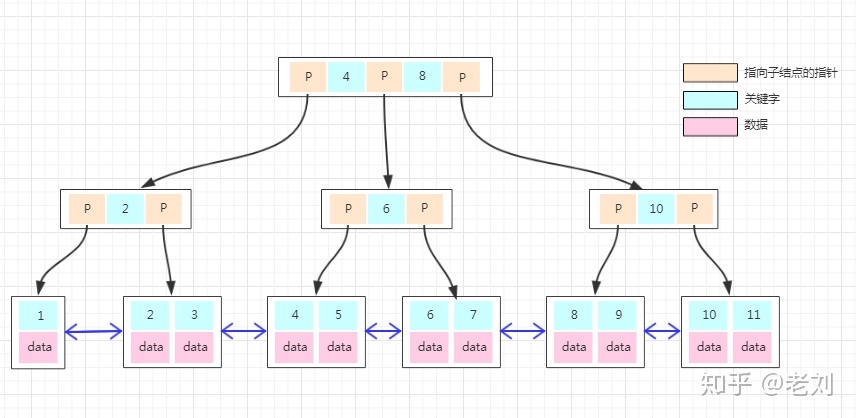 P 4 P 8 P
指向子结点的指针
关键字
数据
P 2 P
P 6 P
P 10 P
1
2 3
4 5
6 7
8 9
10 11
data
data data
data data
data data
data data
data data
知乎 @老刘